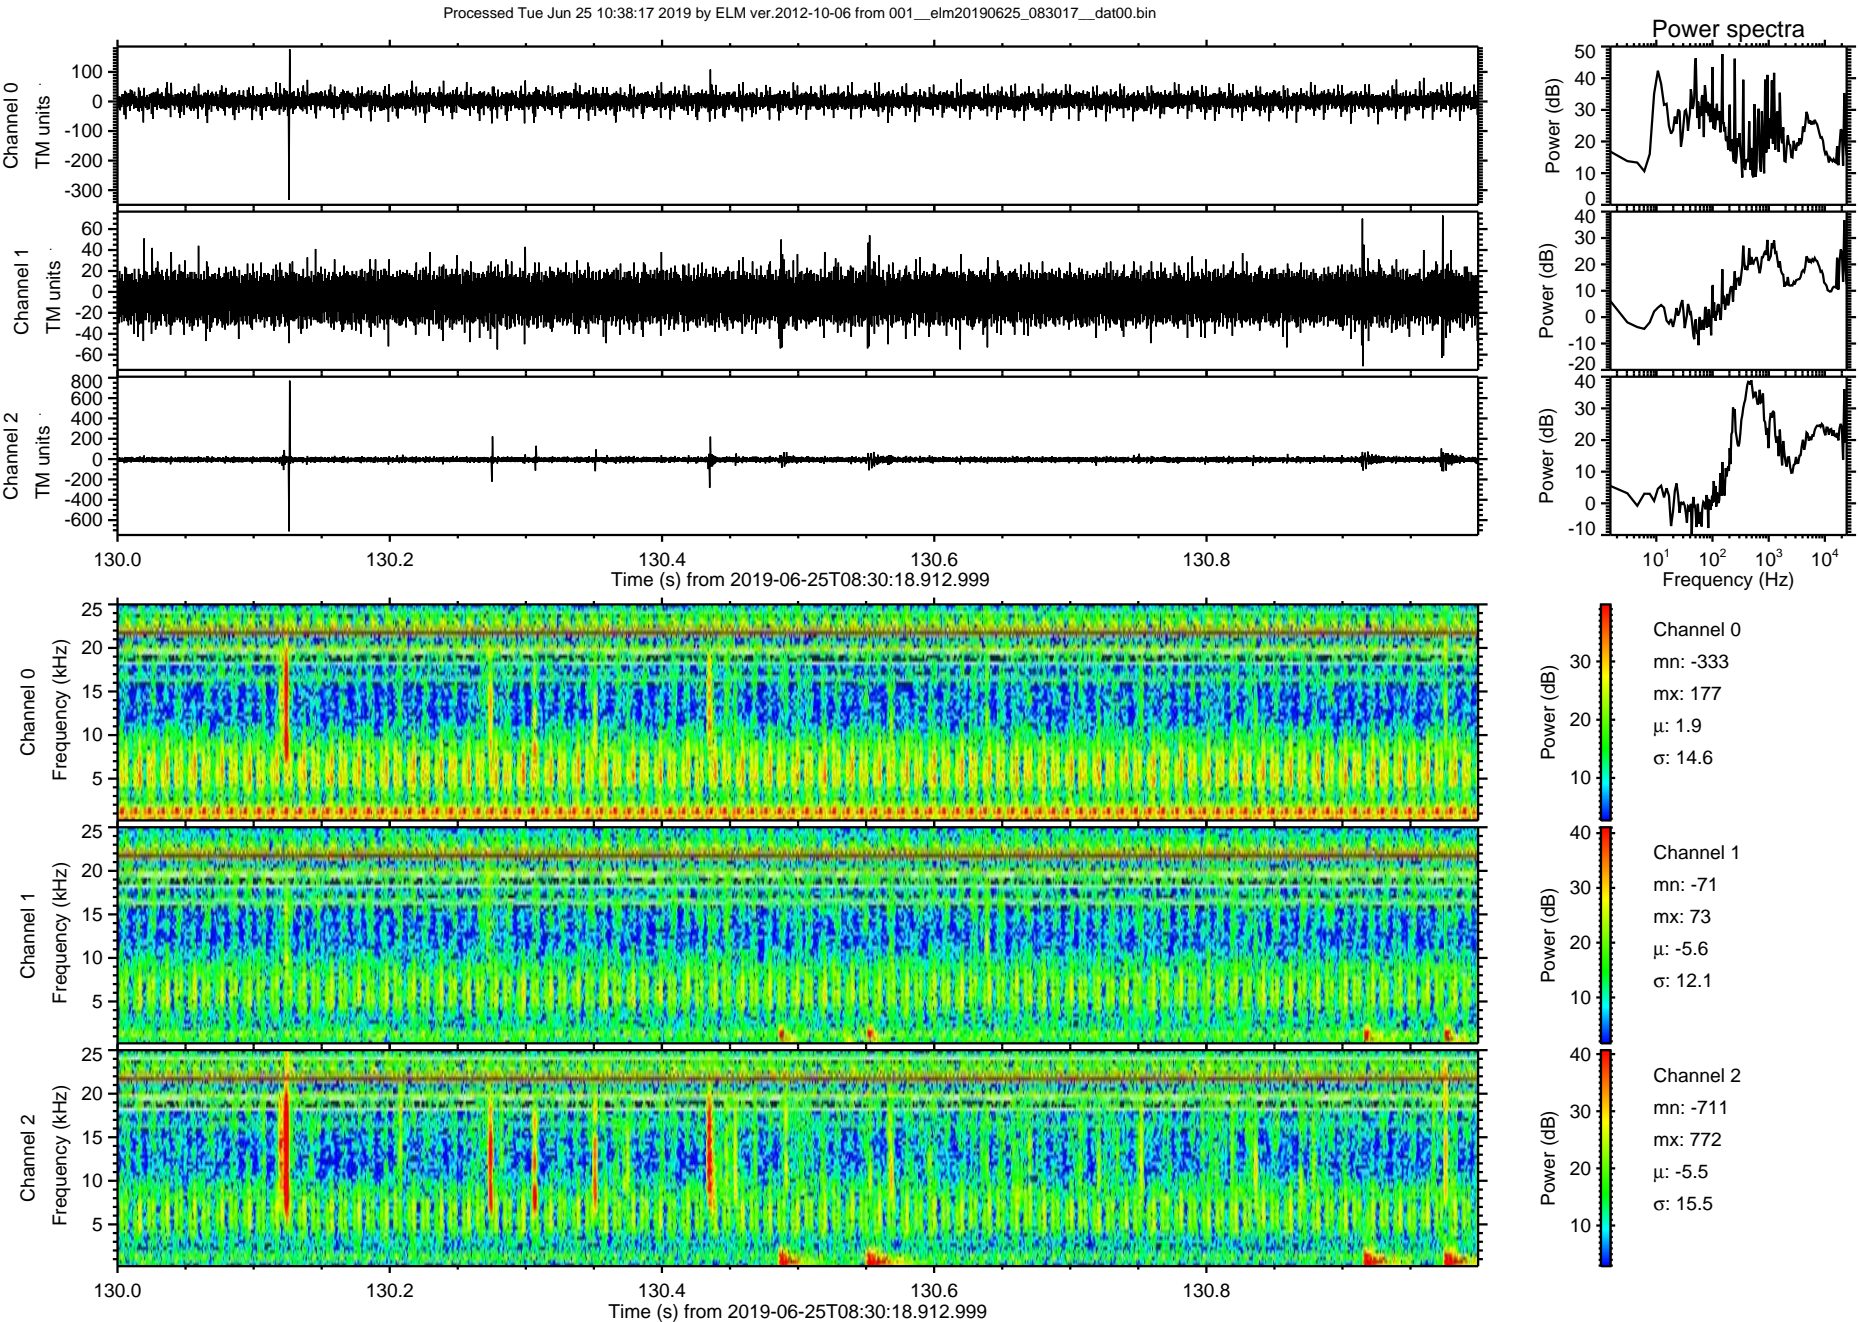 Processed Tue Jun 25 10:38:17 2019 by ELM ver.2012-10-06 from 001__elm20190625_083017__dat00.bin
Power spectra
Channel 0
TM units
100
0
-100
-200
-300
Power (dB)
50
40
30
20
10
0
Channel 1
TM units
60
40
20
0
-20
-40
-60
Power (dB)
40
30
20
10
0
-10
-20
Channel 2
TM units
800
600
400
200
0
-200
-400
-600
Power (dB)
40
30
20
10
0
-10
130.0 130.2 130.4 130.6 130.8
Time (s) from 2019-06-25T08:30:18.912.999
10¹ 10² 10³ 10⁴
Frequency (Hz)
Channel 0
Frequency (kHz)
25
20
15
10
5
Power (dB)
30
20
10
Channel 0
mn: -333
mx: 177
μ: 1.9
σ: 14.6
Channel 1
Frequency (kHz)
25
20
15
10
5
Power (dB)
40
30
20
10
Channel 1
mn: -71
mx: 73
μ: -5.6
σ: 12.1
Channel 2
Frequency (kHz)
25
20
15
10
5
Power (dB)
40
30
20
10
Channel 2
mn: -711
mx: 772
μ: -5.5
σ: 15.5
130.0 130.2 130.4 130.6 130.8
Time (s) from 2019-06-25T08:30:18.912.999